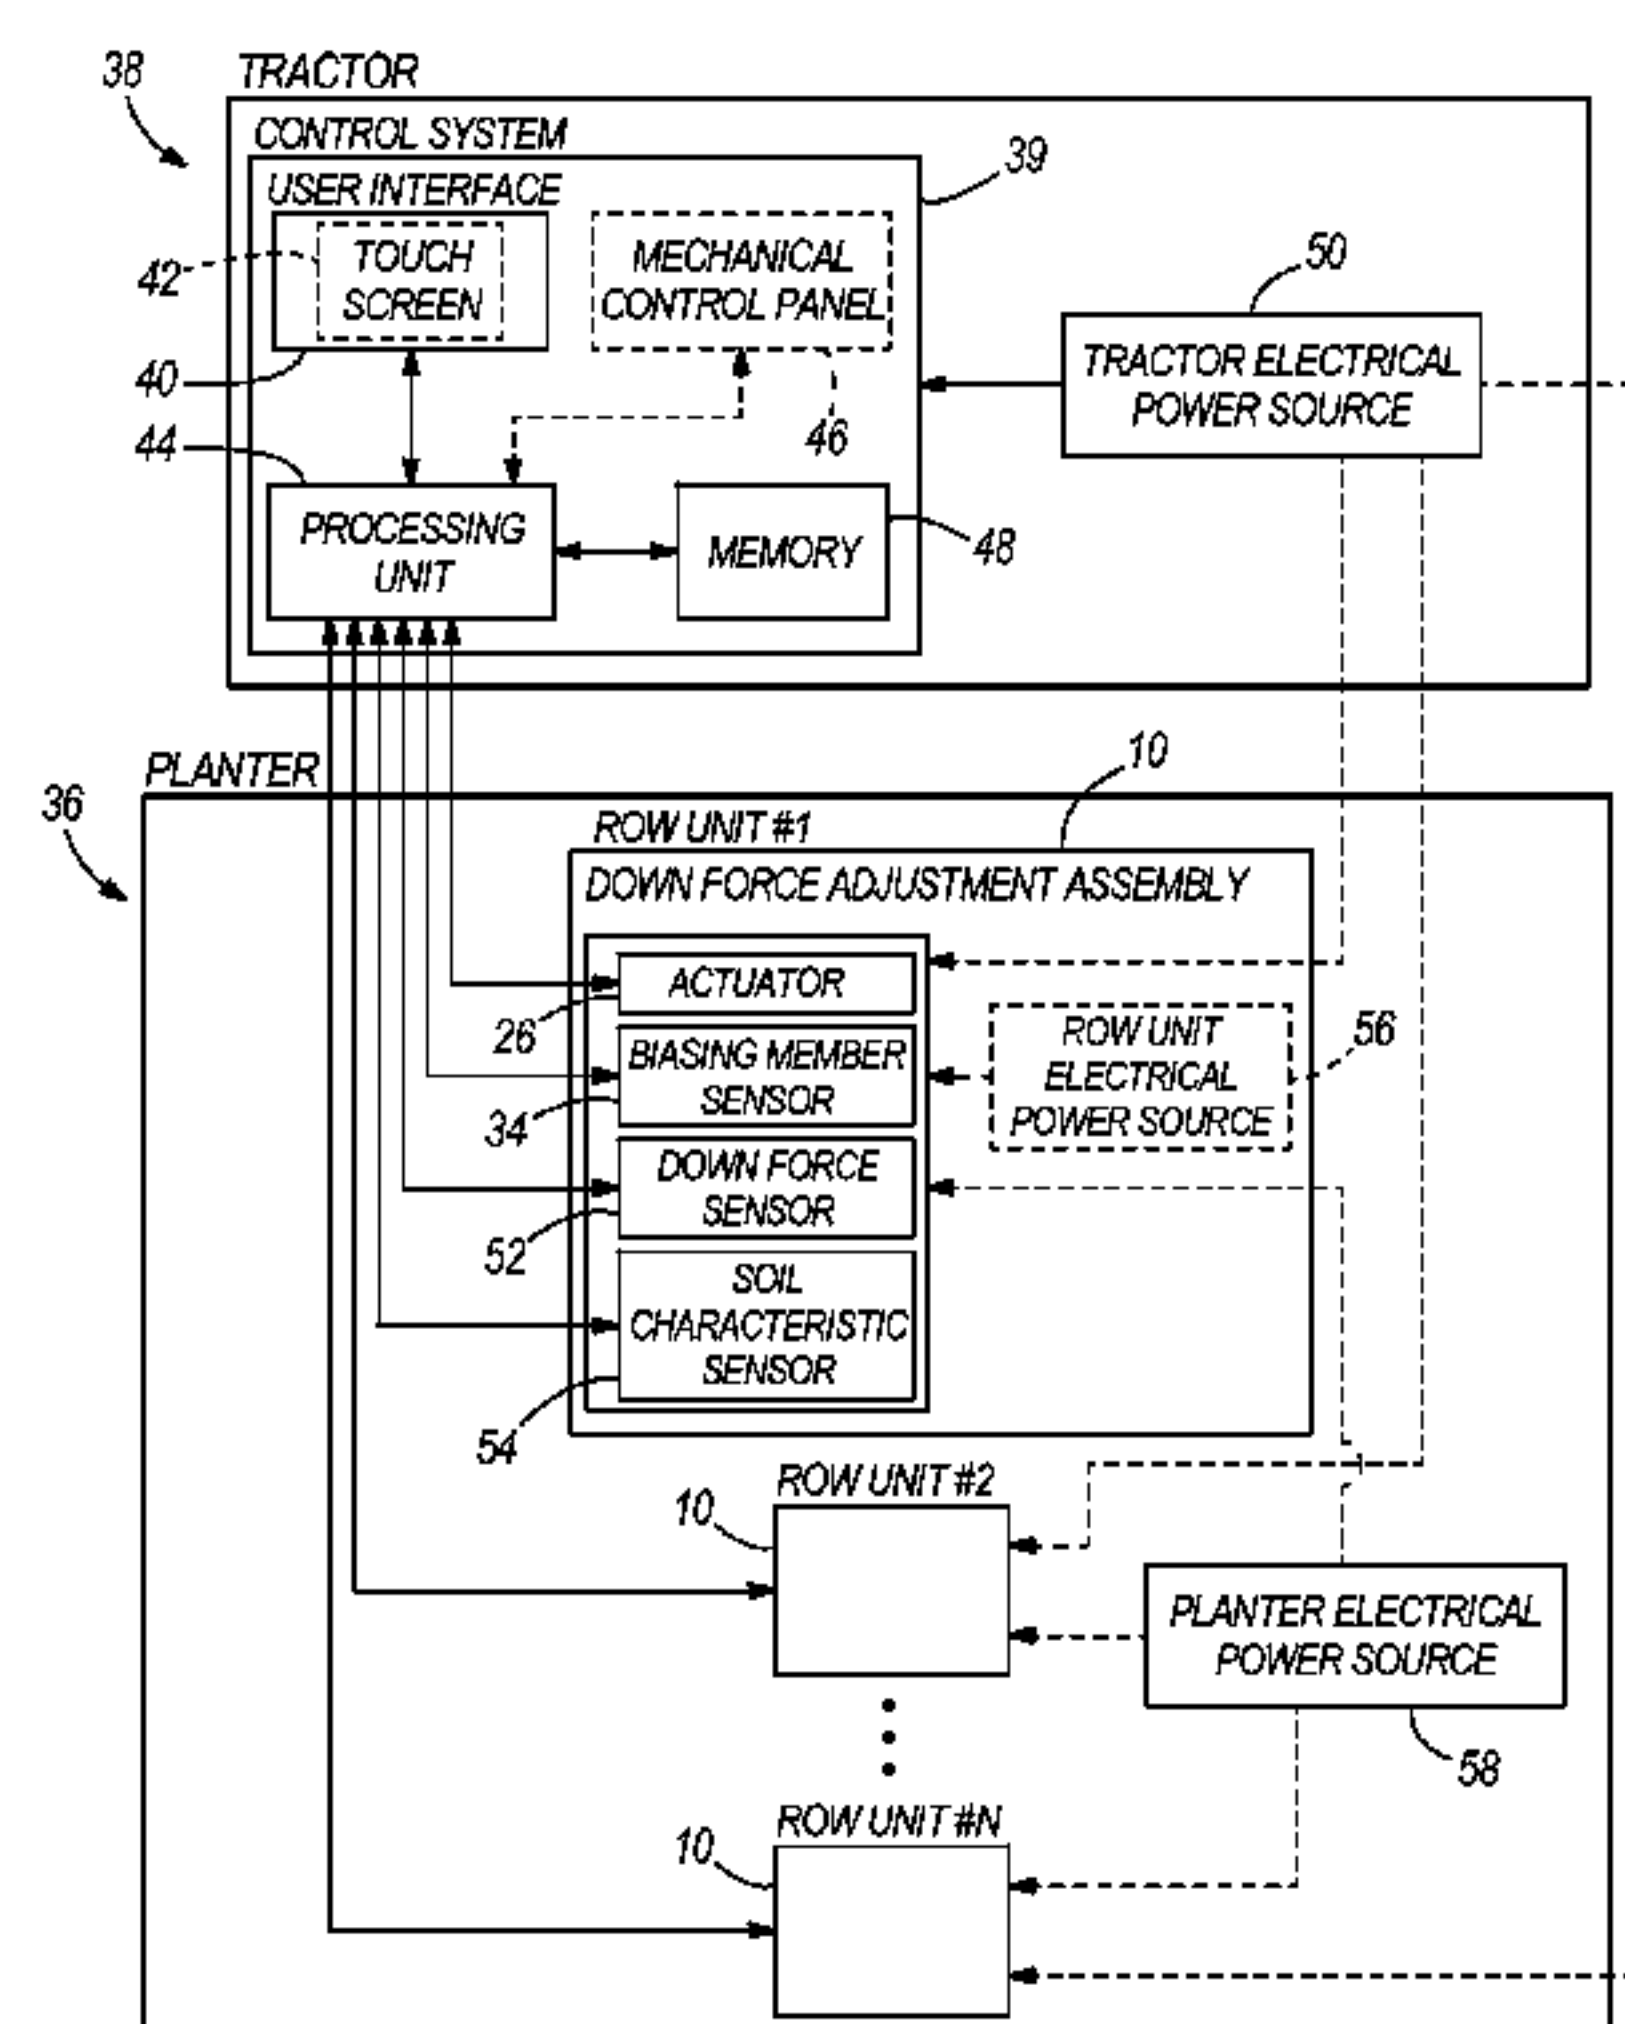 38
TRACTOR
CONTROL SYSTEM
39
USER INTERFACE
42
TOUCH
SCREEN
MECHANICAL
CONTROL PANEL
50
40
TRACTOR ELECTRICAL
POWER SOURCE
44
46
PROCESSING
UNIT
MEMORY
48
PLANTER
10
36
ROW UNIT #1
DOWN FORCE ADJUSTMENT ASSEMBLY
ACTUATOR
26
BIASING MEMBER
SENSOR
34
ROW UNIT
ELECTRICAL
POWER SOURCE
56
DOWN FORCE
SENSOR
52
SOIL
CHARACTERISTIC
SENSOR
54
ROW UNIT #2
10
PLANTER ELECTRICAL
POWER SOURCE
58
ROW UNIT #N
10